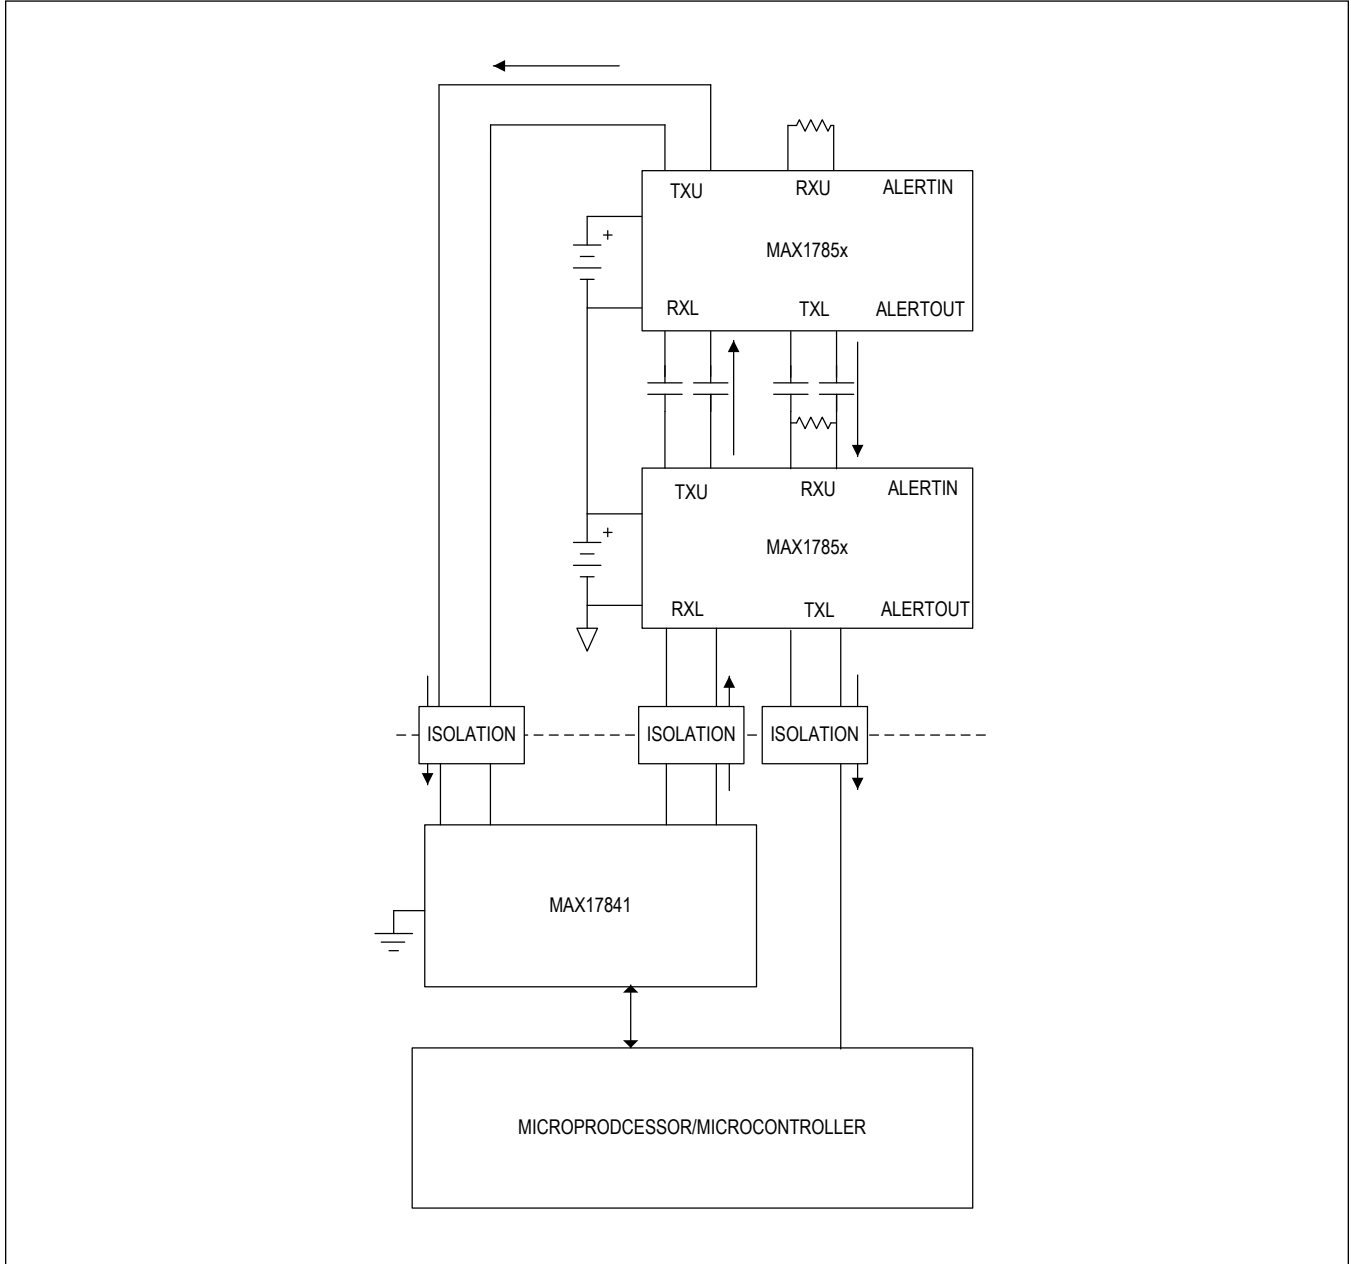 TXU RXU ALERTIN
+
MAX1785x
RXL TXL ALERTOUT
TXU RXU ALERTIN
+
MAX1785x
RXL TXL ALERTOUT
ISOLATION ISOLATION ISOLATION
MAX17841
MICROPRODCESSOR/MICROCONTROLLER